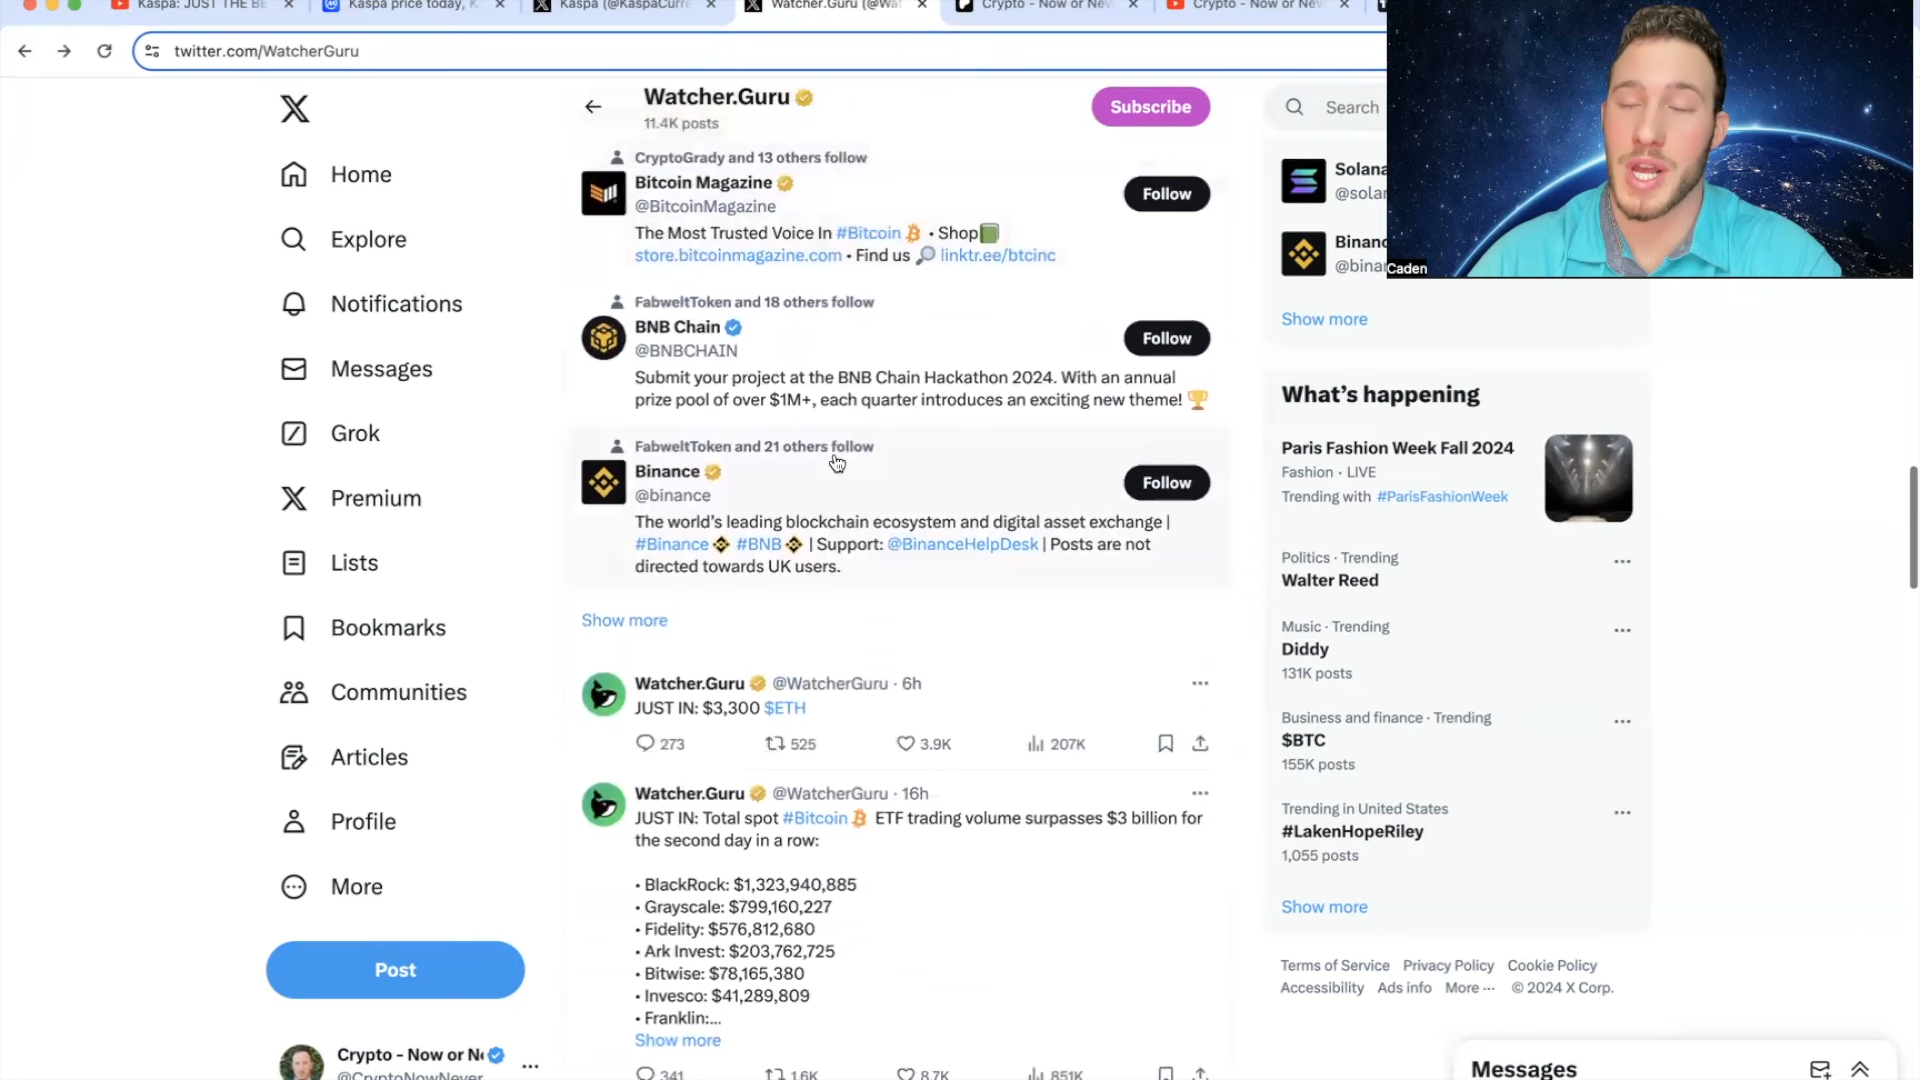 Kaspa: JUST THE BE
Kaspa price today, K
Kaspa (@KaspaCurre
Watcher.Guru (@Wat
Crypto - Now or Nev
Crypto - Now or Nev
twitter.com/WatcherGuru
Watcher.Guru
11.4K posts
Subscribe
Search
Home
Explore
Notifications
Messages
Grok
Premium
Lists
Bookmarks
Communities
Articles
Profile
More
Post
Crypto - Now or Ne
@CryptoNowNever
CryptoGrady and 13 others follow
Bitcoin Magazine
@BitcoinMagazine
Follow
The Most Trusted Voice In #Bitcoin • Shop
store.bitcoinmagazine.com • Find us linktr.ee/btcinc
FabweltToken and 18 others follow
BNB Chain
@BNBCHAIN
Follow
Submit your project at the BNB Chain Hackathon 2024. With an annual
prize pool of over $1M+, each quarter introduces an exciting new theme!
FabweltToken and 21 others follow
Binance
@binance
Follow
The world's leading blockchain ecosystem and digital asset exchange |
#Binance #BNB | Support: @BinanceHelpDesk | Posts are not
directed towards UK users.
Show more
Watcher.Guru @WatcherGuru · 6h
JUST IN: $3,300 $ETH
273 525 3.9K 207K
Watcher.Guru @WatcherGuru · 16h
JUST IN: Total spot #Bitcoin ETF trading volume surpasses $3 billion for
the second day in a row:
• BlackRock: $1,323,940,885
• Grayscale: $799,160,227
• Fidelity: $576,812,680
• Ark Invest: $203,762,725
• Bitwise: $78,165,380
• Invesco: $41,289,809
• Franklin:...
Show more
341 1.6K 8.7K 851K
Solana
@solan
Binanc
@binan
Caden
Show more
What's happening
Paris Fashion Week Fall 2024
Fashion · LIVE
Trending with #ParisFashionWeek
Politics · Trending
Walter Reed
Music · Trending
Diddy
131K posts
Business and finance · Trending
$BTC
155K posts
Trending in United States
#LakenHopeRiley
1,055 posts
Show more
Terms of Service Privacy Policy Cookie Policy
Accessibility Ads info More ··· © 2024 X Corp.
Messages